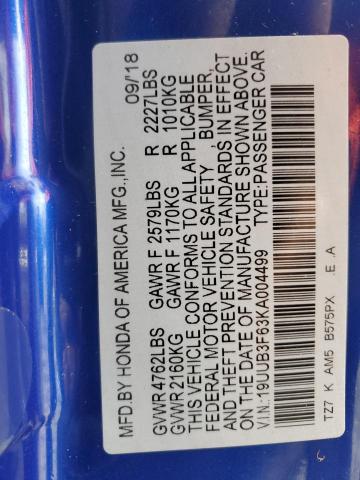 MFD.BY HONDA OF AMERICA MFG.,INC. 09/'18
GVWR 4762LBS GAWR F 2579LBS R 2227LBS
GVWR 2160KG GAWR F 1170KG R 1010KG
THIS VEHICLE CONFORMS TO ALL APPLICABLE
FEDERAL MOTOR VEHICLE SAFETY , BUMPER,
AND THEFT PREVENTION STANDARDS IN EFFECT
ON THE DATE OF MANUFACTURE SHOWN ABOVE.
V.I.N.:19UUB3F63KA004499 TYPE:PASSENGER CAR
TZ7 K AM5 B575PX .E .A